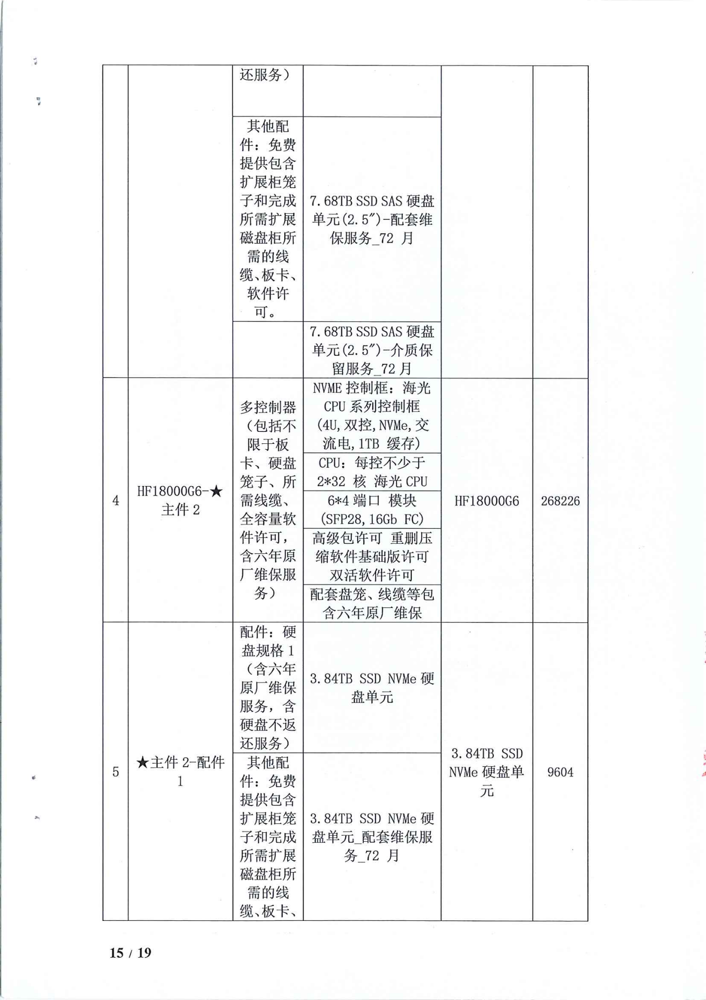 还服务）
其他配
件：免费
提供包含
扩展柜笼
子和完成
所需扩展
磁盘柜所
需的线
缆、板卡、
软件许
可。
7.68TB SSD SAS 硬盘
单元(2.5″)-配套维
保服务_72 月
7.68TB SSD SAS 硬盘
单元(2.5″)-介质保
留服务_72 月
4
HF18000G6-★
主件 2
多控制器
（包括不
限于板
卡、硬盘
笼子、所
需线缆、
全容量软
件许可，
含六年原
厂维保服
务）
NVME 控制框：海光
CPU 系列控制框
(4U,双控,NVMe,交
流电,1TB 缓存)
CPU：每控不少于
2*32 核 海光 CPU
6*4 端口 模块
(SFP28,16Gb FC)
高级包许可 重删压
缩软件基础版许可
双活软件许可
配套盘笼、线缆等包
含六年原厂维保
HF18000G6
268226
5
★主件 2-配件
1
配件：硬
盘规格 1
（含六年
原厂维保
服务，含
硬盘不返
还服务）
3.84TB SSD NVMe 硬
盘单元
其他配
件：免费
提供包含
扩展柜笼
子和完成
所需扩展
磁盘柜所
需的线
缆、板卡、
3.84TB SSD NVMe 硬
盘单元_配套维保服
务_72 月
3.84TB SSD
NVMe 硬盘单
元
9604
15 / 19